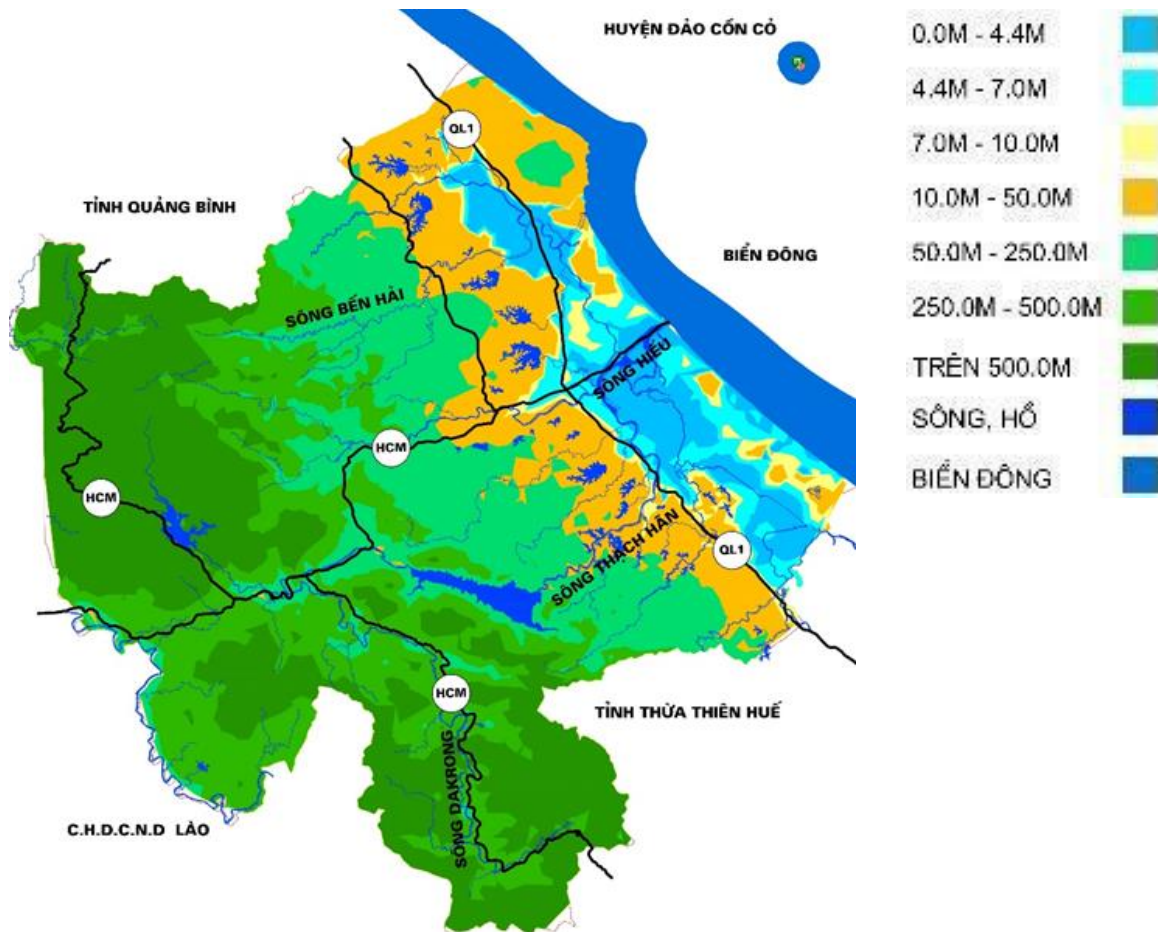 HUYỆN ĐẢO CỒN CỎ
QL1
TỈNH QUẢNG BÌNH
BIỂN ĐÔNG
SÔNG BẾN HẢI
SÔNG HIẾU
HCM
HCM
SÔNG THẠCH HÃN
QL1
HCM
TỈNH THỪA THIÊN HUẾ
SÔNG DAKRONG
C.H.D.C.N.D LÀO
0.0M - 4.4M
4.4M - 7.0M
7.0M - 10.0M
10.0M - 50.0M
50.0M - 250.0M
250.0M - 500.0M
TRÊN 500.0M
SÔNG, HỒ
BIỂN ĐÔNG